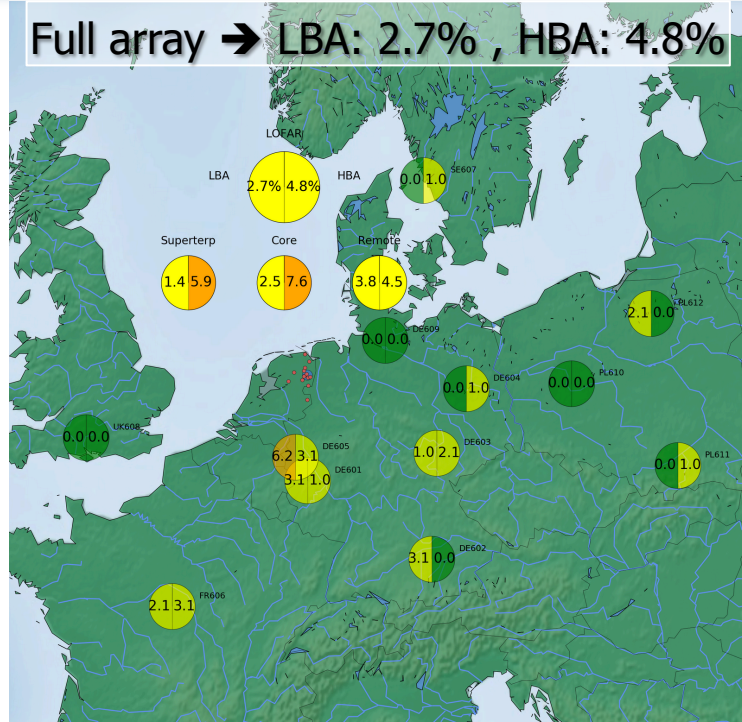 Full array ➔ LBA: 2.7% , HBA: 4.8%
LOFAR
LBA
2.7% 4.8%
HBA
0.0 1.0
SE607
Superterp
Core
Remote
1.4 5.9
2.5 7.6
3.8 4.5
2.1 0.0
PL612
0.0 0.0
DE609
0.0 1.0
DE604
0.0 0.0
PL610
0.0 0.0
UK608
6.2 3.1
DE605
1.0 2.1
DE603
0.0 1.0
PL611
3.1 1.0
DE601
3.1 0.0
DE602
2.1 3.1
FR606